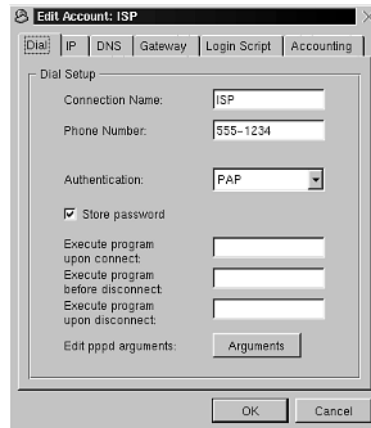 Edit Account: ISP
Dial IP DNS Gateway Login Script Accounting
Dial Setup
Connection Name: ISP
Phone Number: 555-1234
Authentication: PAP
Store password
Execute program
upon connect:
Execute program
before disconnect:
Execute program
upon disconnect:
Edit pppd arguments: Arguments
OK Cancel